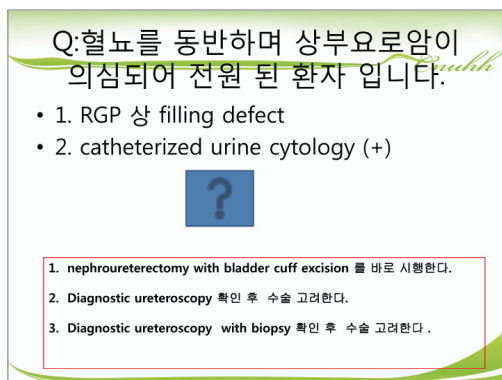 Q:혈뇨를 동반하며 상부요로암이
의심되어 전원 된 환자 입니다.
Cnuhh
• 1. RGP 상 filling defect
• 2. catheterized urine cytology (+)
?
1. nephroureterectomy with bladder cuff excision 를 바로 시행한다.
2. Diagnostic ureteroscopy 확인 후 수술 고려한다.
3. Diagnostic ureteroscopy with biopsy 확인 후 수술 고려한다 .